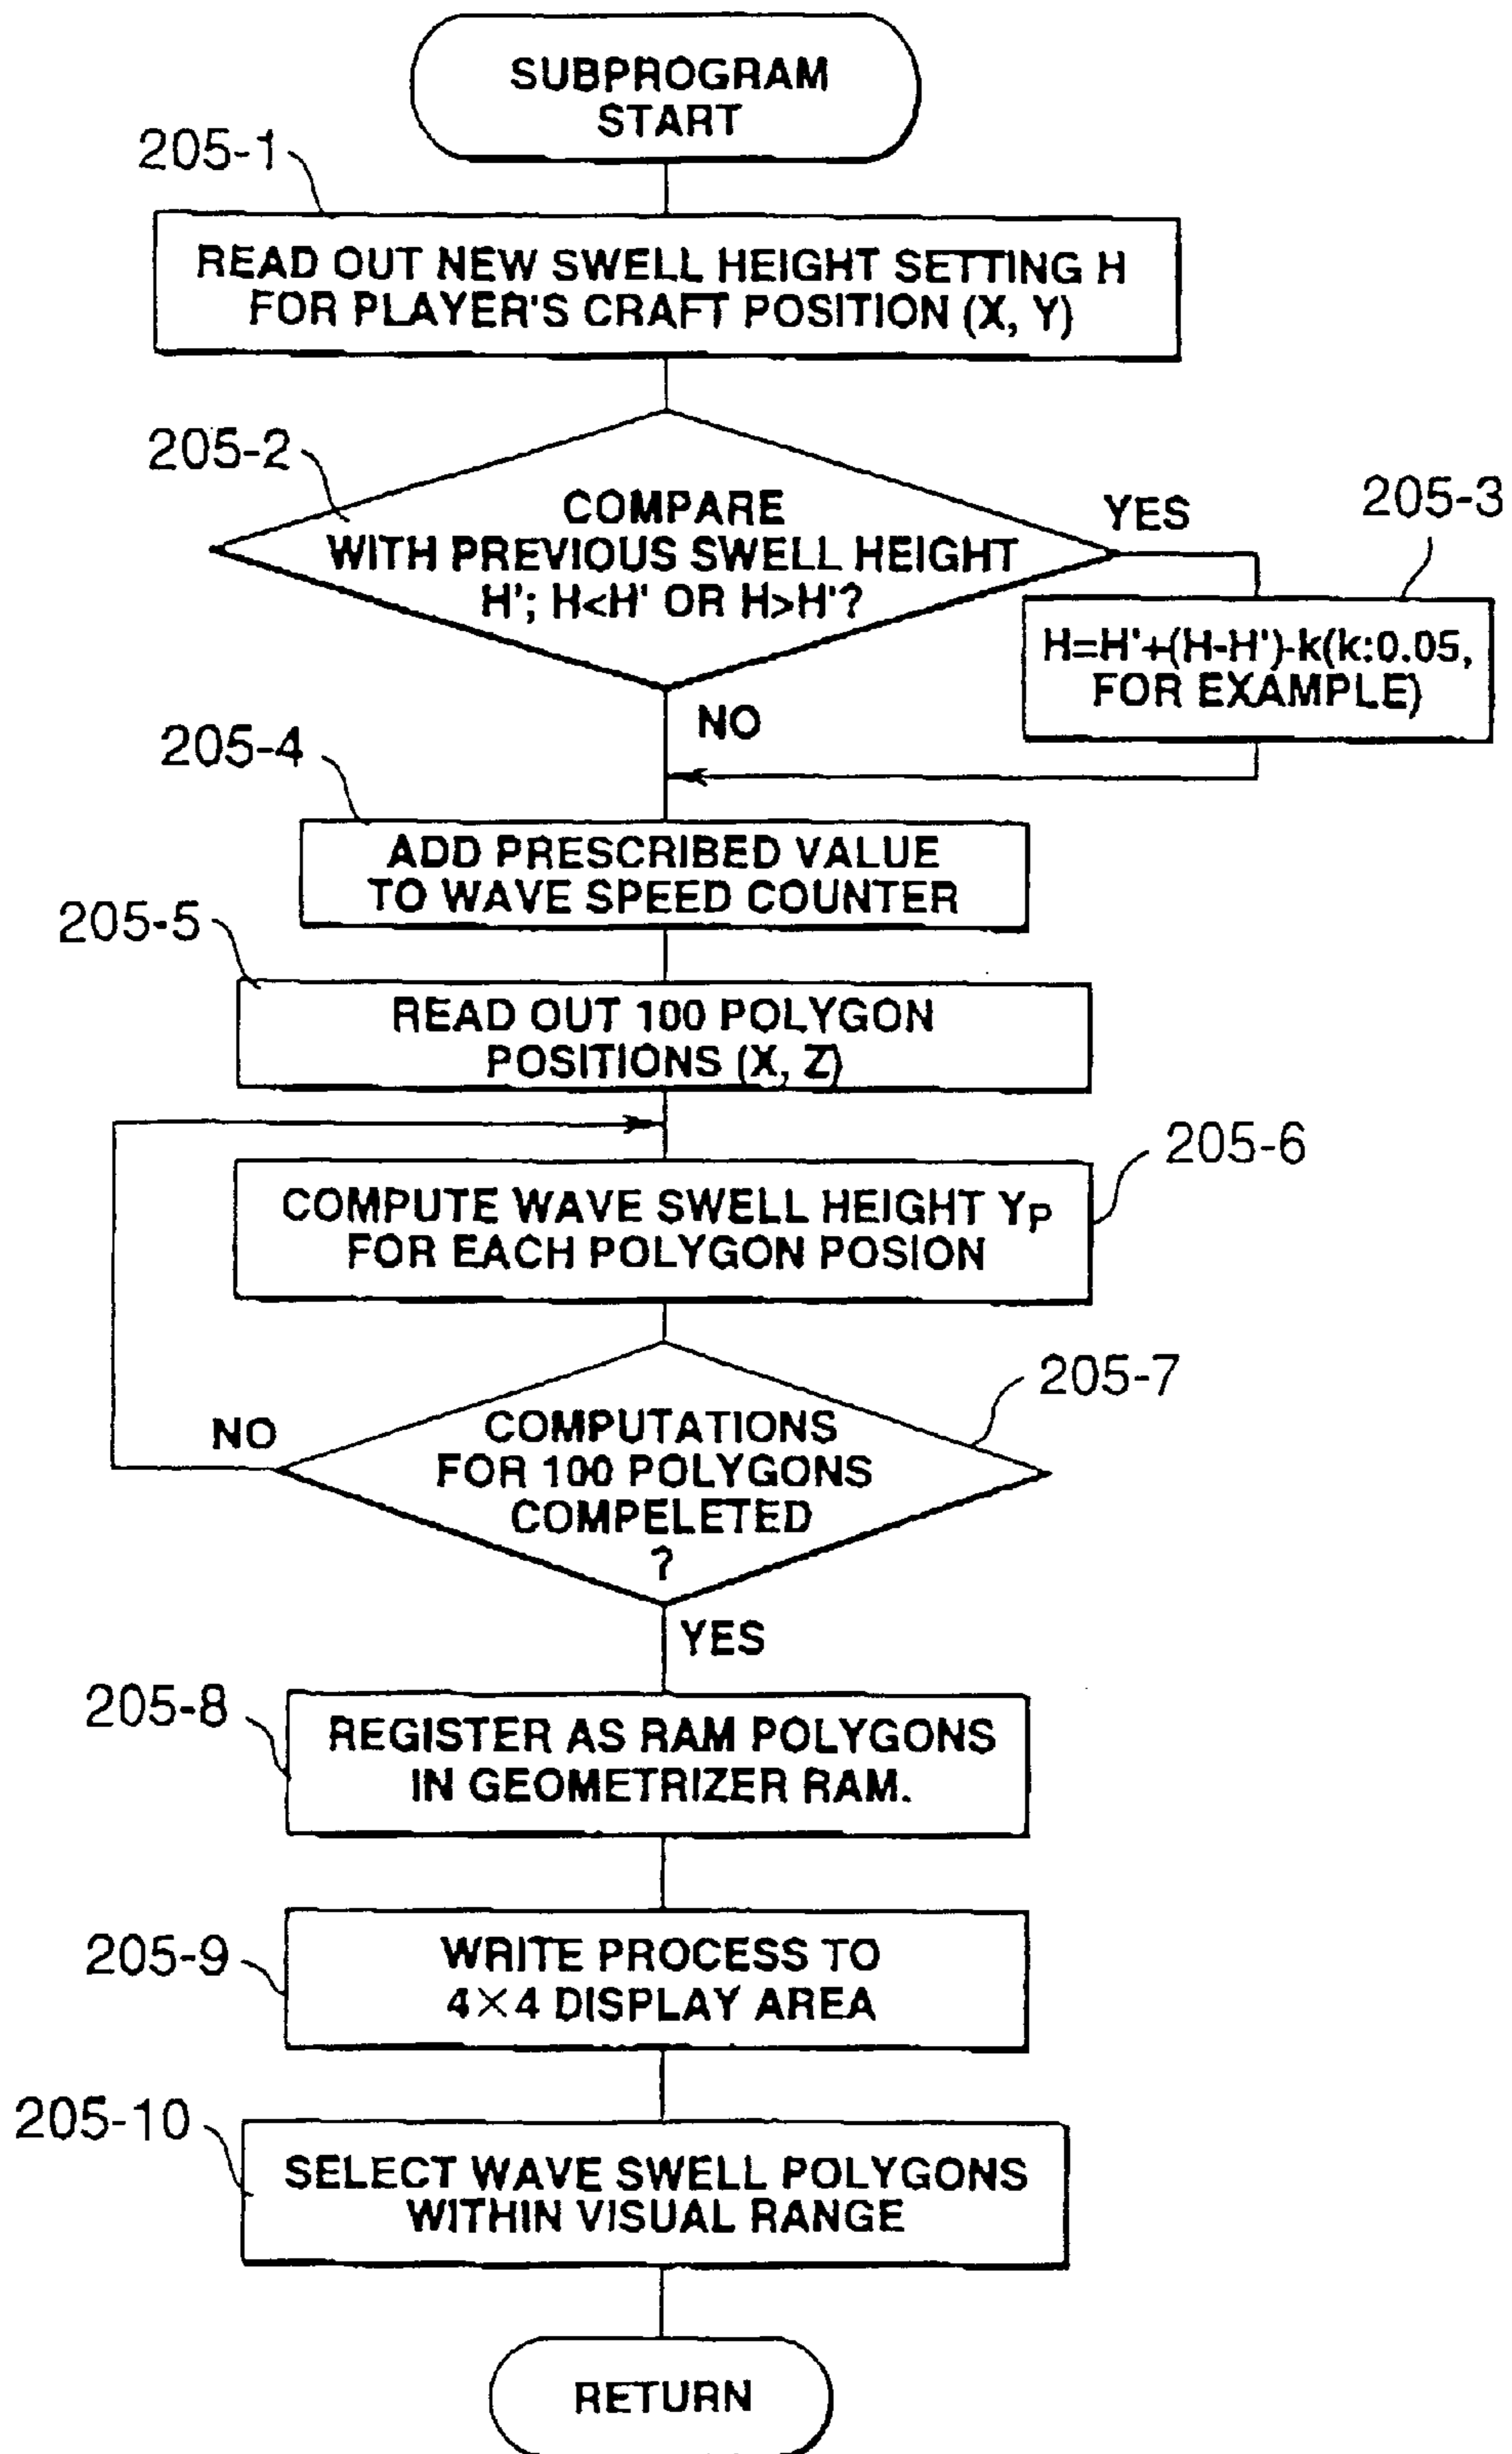 SUBPROGRAM
START
205-1
READ OUT NEW SWELL HEIGHT SETTING H
FOR PLAYER'S CRAFT POSITION (X, Y)
205-2
COMPARE
WITH PREVIOUS SWELL HEIGHT
H'; H<H' OR H>H'?
YES
205-3
H=H'+(H-H')-k(k:0.05,
FOR EXAMPLE)
NO
205-4
ADD PRESCRIBED VALUE
TO WAVE SPEED COUNTER
205-5
READ OUT 100 POLYGON
POSITIONS (X, Z)
205-6
COMPUTE WAVE SWELL HEIGHT YP
FOR EACH POLYGON POSION
205-7
NO
COMPUTATIONS
FOR 100 POLYGONS
COMPELETED
?
YES
205-8
REGISTER AS RAM POLYGONS
IN GEOMETRIZER RAM.
205-9
WRITE PROCESS TO
4×4 DISPLAY AREA
205-10
SELECT WAVE SWELL POLYGONS
WITHIN VISUAL RANGE
RETURN